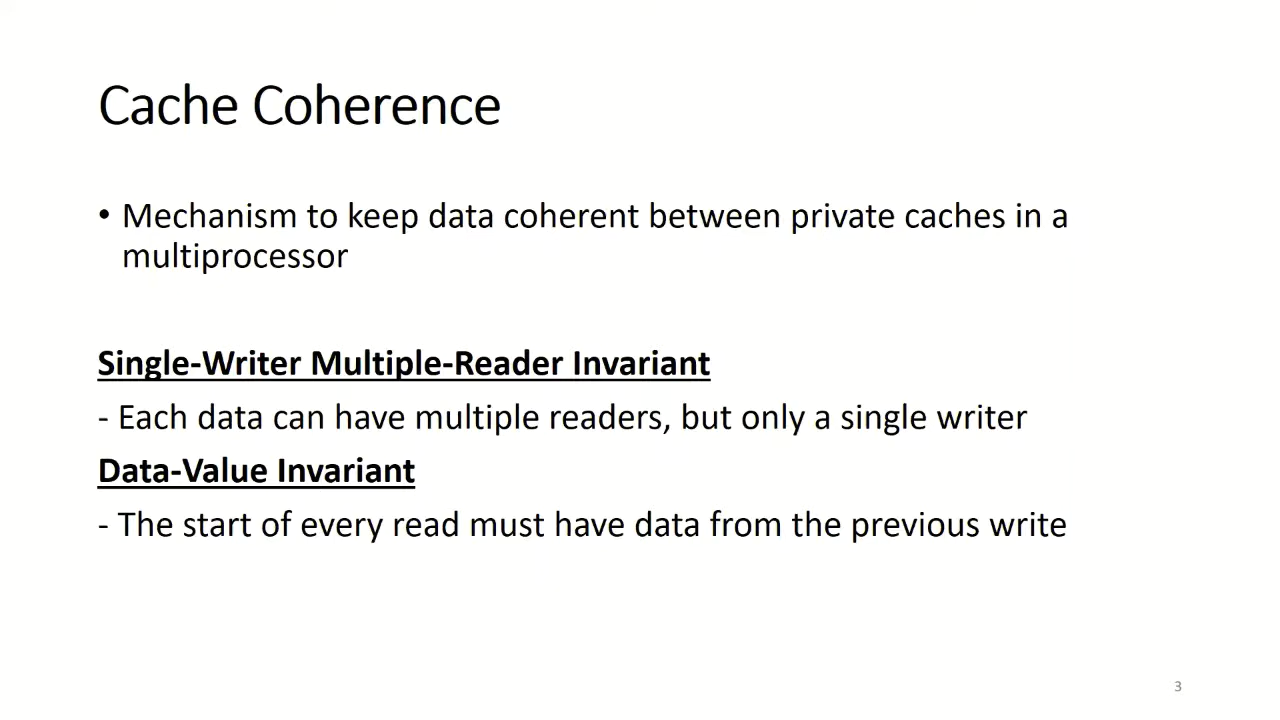 Cache Coherence
• Mechanism to keep data coherent between private caches in a
multiprocessor
Single-Writer Multiple-Reader Invariant
- Each data can have multiple readers, but only a single writer
Data-Value Invariant
- The start of every read must have data from the previous write
3